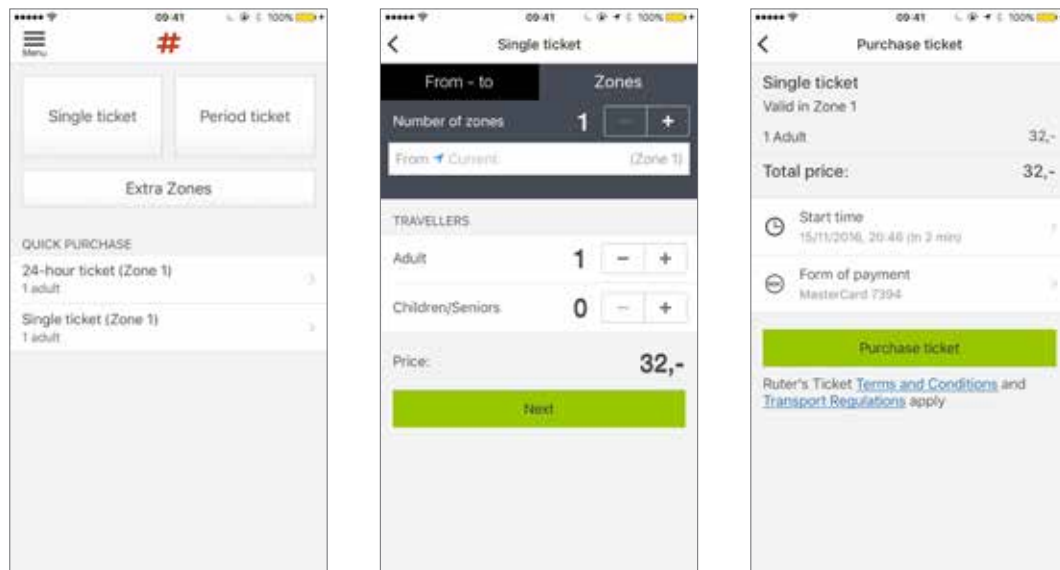 09:41
100%
Menu
#
Single ticket
Period ticket
Extra Zones
QUICK PURCHASE
24-hour ticket (Zone 1)
1 adult
Single ticket (Zone 1)
1 adult
09:41
100%
Single ticket
From - to
Zones
Number of zones
1
-
+
From Current
(Zone 1)
TRAVELLERS
Adult
1
-
+
Children/Seniors
0
-
+
Price:
32,-
Next
09:41
100%
Purchase ticket
Single ticket
Valid in Zone 1
1 Adult
32,-
Total price:
32,-
Start time
15/11/2016, 20:46 (In 2 min)
Form of payment
MasterCard 7394
Purchase ticket
Ruter's Ticket Terms and Conditions and
Transport Regulations apply